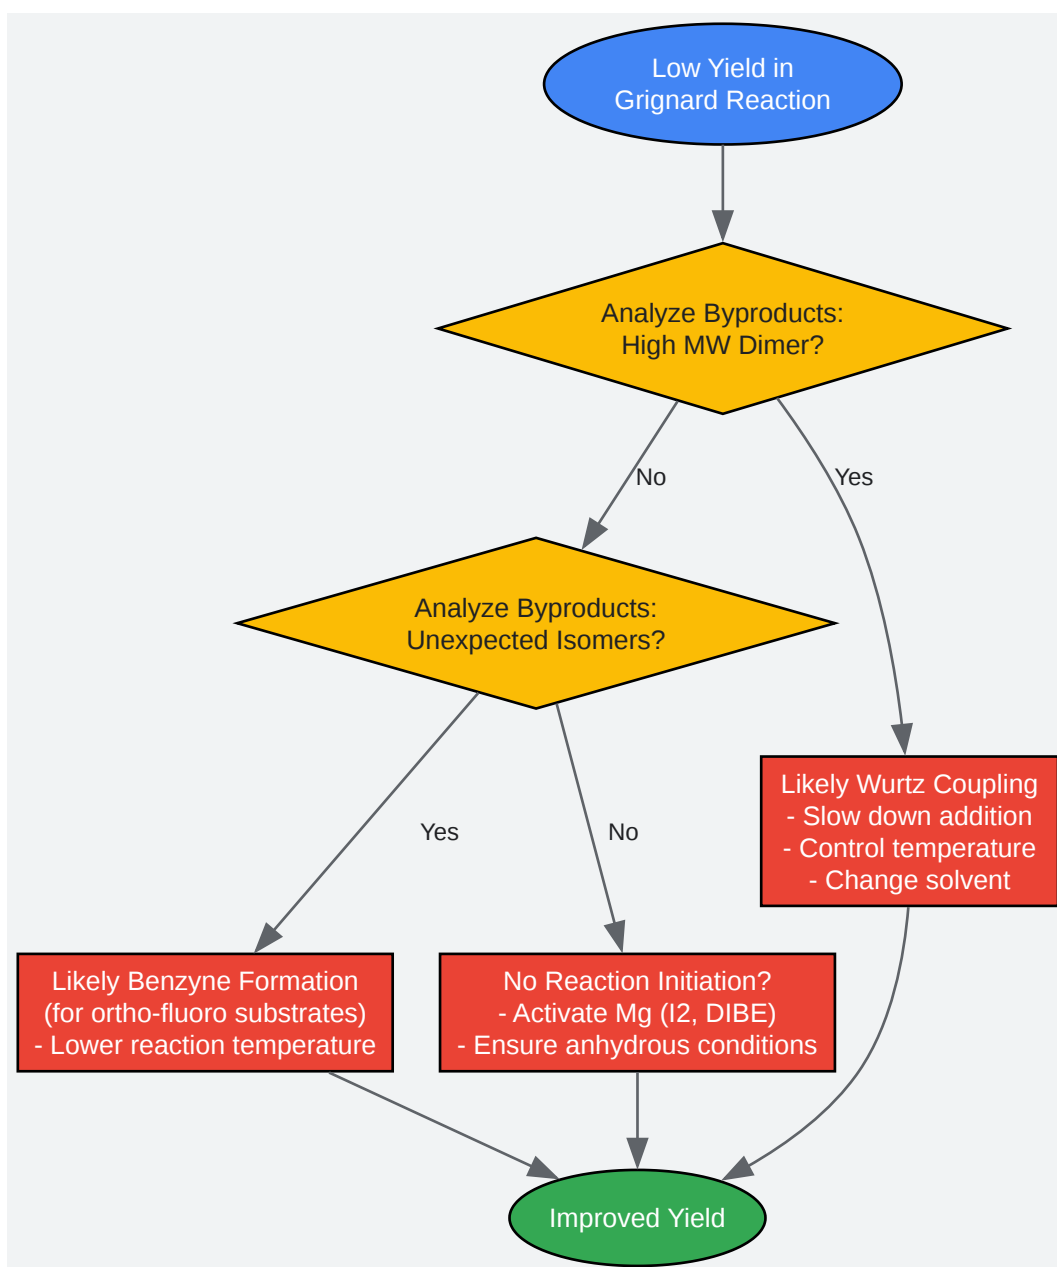 Low Yield in
Grignard Reaction
Analyze Byproducts:
High MW Dimer?
No
Yes
Analyze Byproducts:
Unexpected Isomers?
Likely Wurtz Coupling
- Slow down addition
- Control temperature
- Change solvent
Yes
No
Likely Benzyne Formation
(for ortho-fluoro substrates)
- Lower reaction temperature
No Reaction Initiation?
- Activate Mg (I2, DIBE)
- Ensure anhydrous conditions
Improved Yield